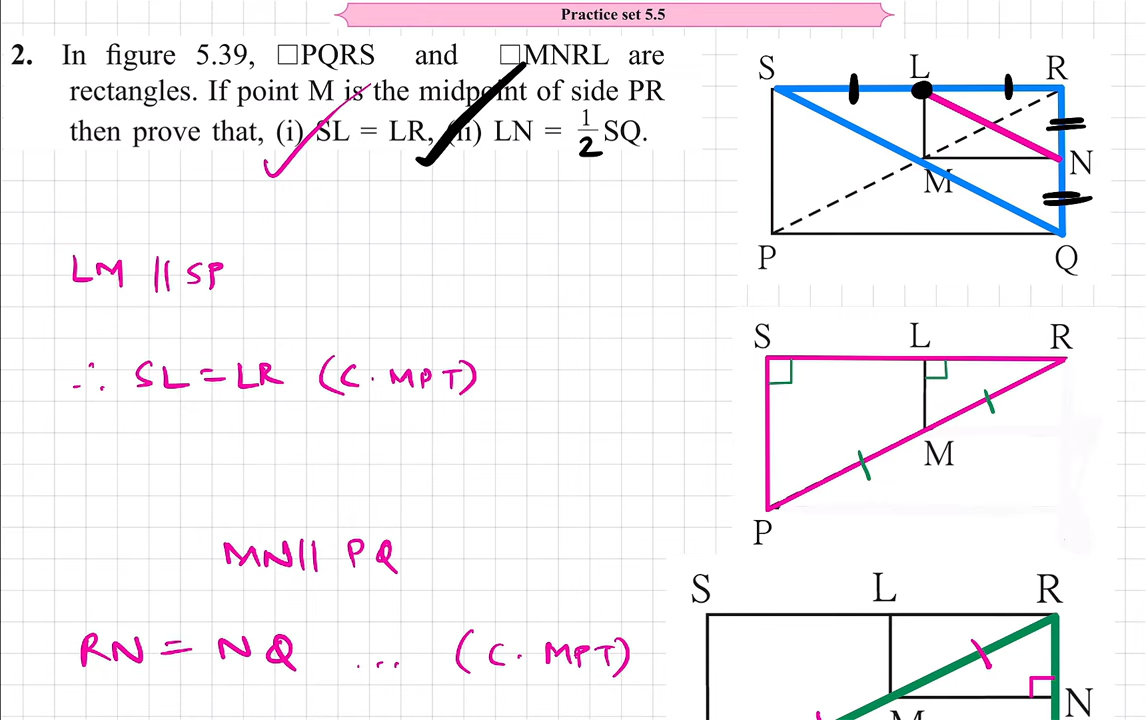 Practice set 5.5
2. In figure 5.39, □PQRS and □MNRL are
rectangles. If point M is the midpoint of side PR
then prove that, (i) SL = LR, (ii) LN = 1/2 SQ.
S L R
M N
P Q
LM || SP
∴ SL = LR (C. MPT)
S L R
M
P
MN || PQ
RN = NQ ... (C. MPT)
S L R
M N